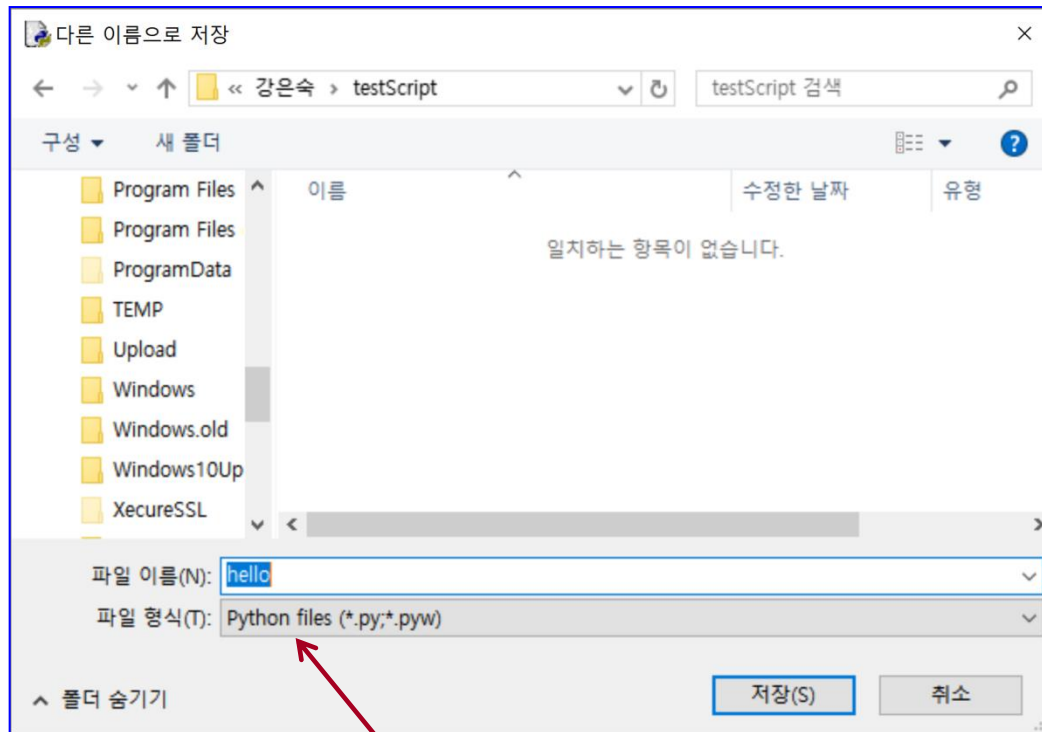 다른 이름으로 저장
« 강은숙 › testScript
testScript 검색
구성
새 폴더
이름
수정한 날짜
유형
Program Files
Program Files
ProgramData
TEMP
Upload
Windows
Windows.old
Windows10Up
XecureSSL
일치하는 항목이 없습니다.
파일 이름(N): hello
파일 형식(T): Python files (*.py;*.pyw)
폴더 숨기기
저장(S)
취소